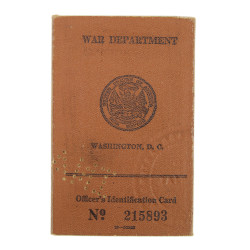 WAR DEPARTMENT
WASHINGTON, D. C.
Officer's Identification Card
Nº 215893